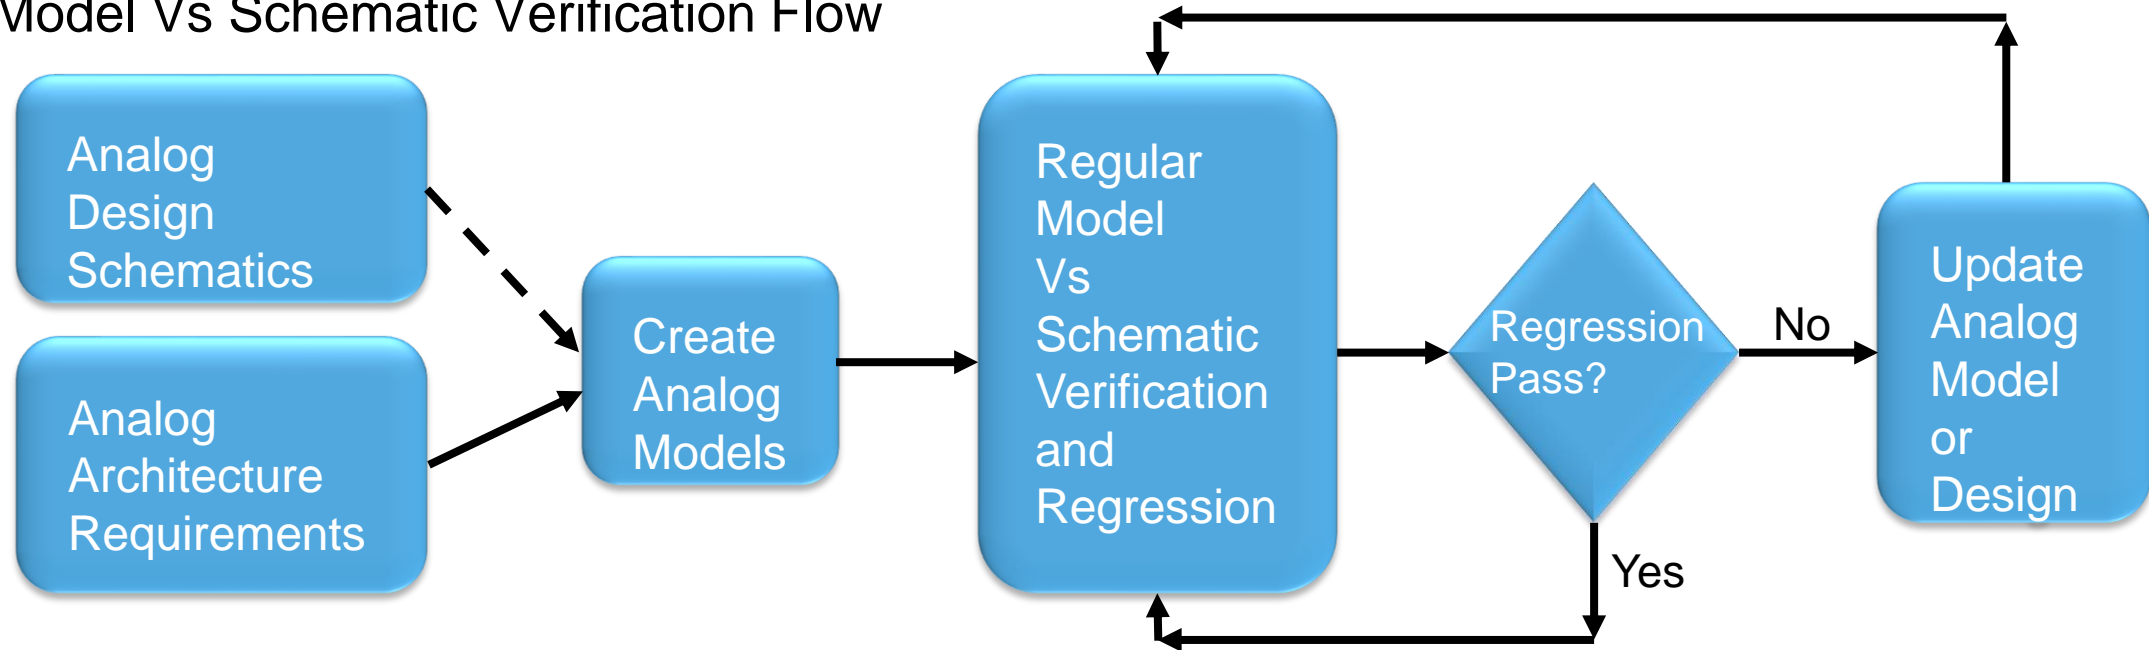 Model Vs Schematic Verification Flow
Analog
Design
Schematics
Analog
Architecture
Requirements
Create
Analog
Models
Regular
Model
Vs
Schematic
Verification
and
Regression
Regression
Pass?
No
Yes
Update
Analog
Model
or
Design